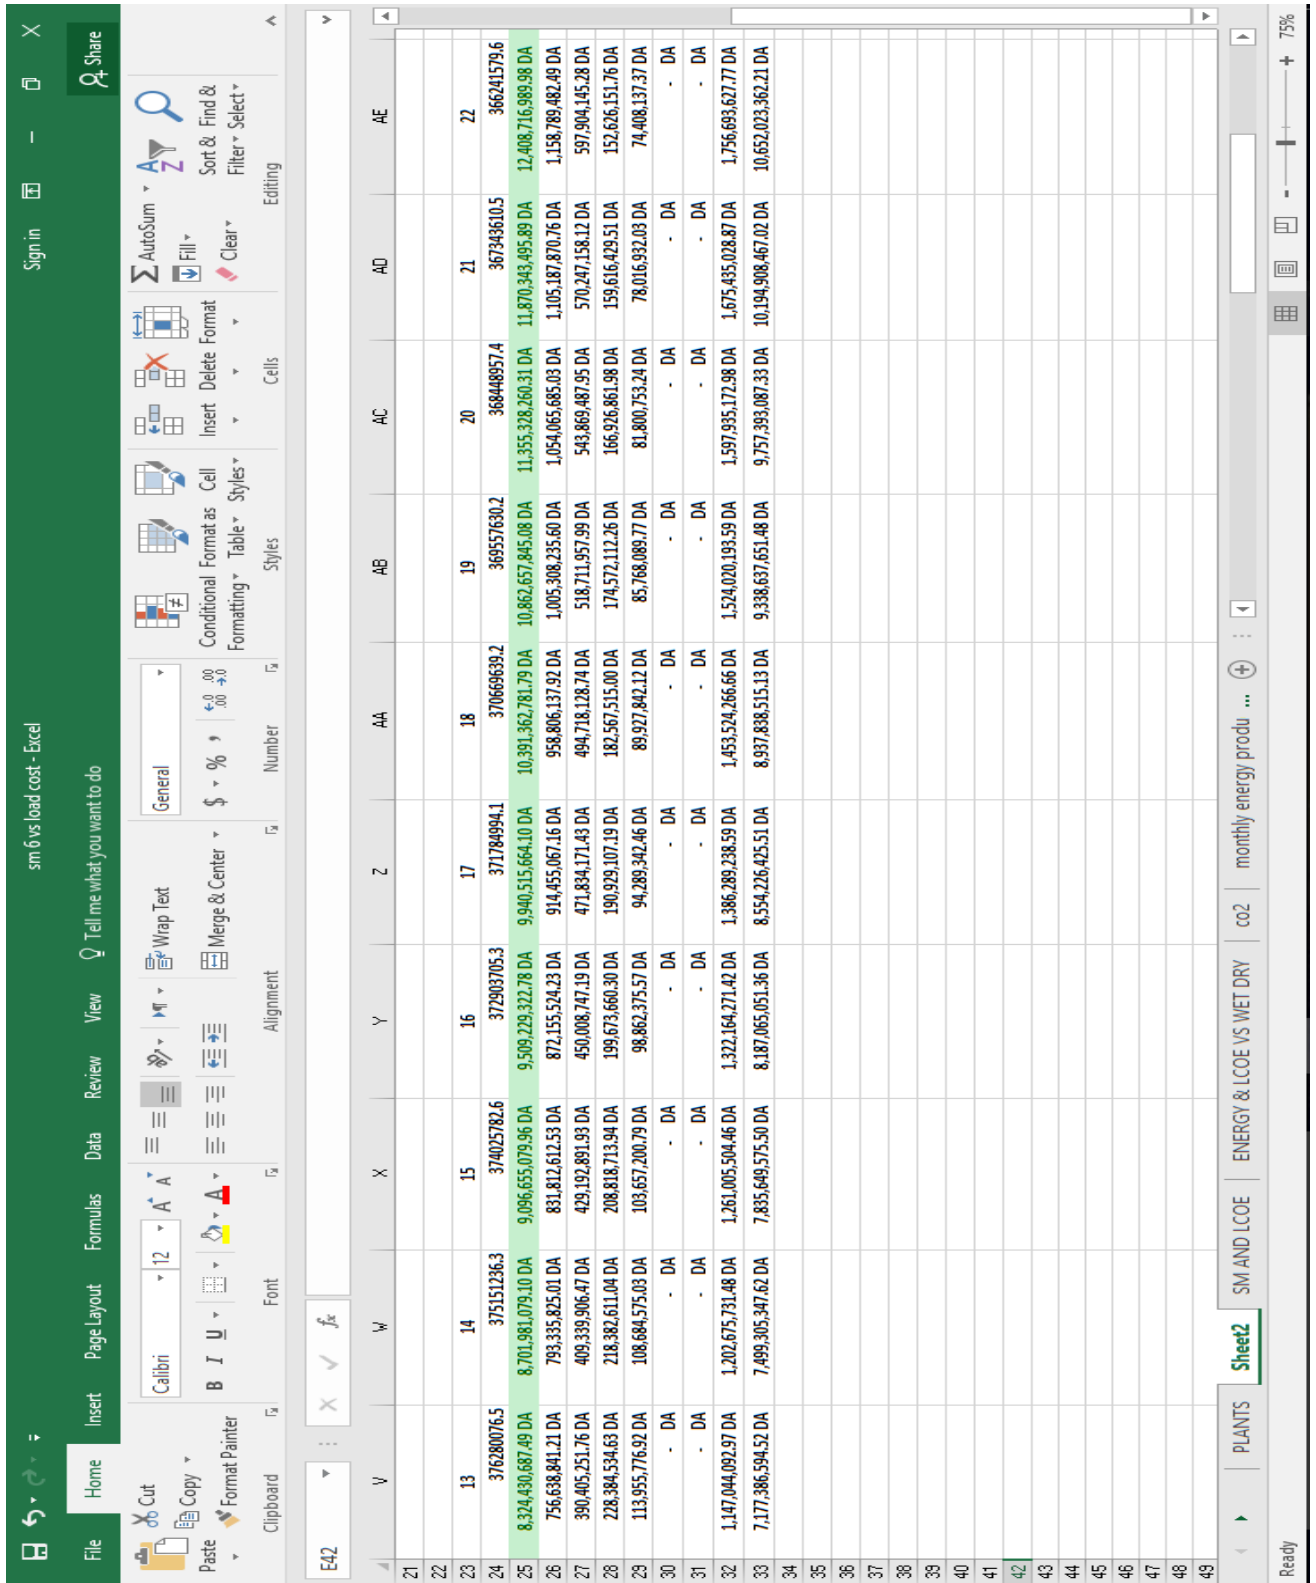 sm 6 vs load cost - Excel
Sign in
File Home Insert Page Layout Formulas Data Review View Tell me what you want to do Share
Cut
Copy
Format Painter
Paste
Clipboard
Calibri 12 A A
B I U A
Font
Wrap Text
Merge & Center
Alignment
General
$ % , .0 .00 .00 .0
Number
Conditional Formatting
Format as Table
Cell Styles
Styles
Insert Delete Format
Cells
AutoSum
Fill
Clear
Sort & Filter
Find & Select
Editing
E42 fx
V W X Y Z AA AB AC AD AE
21
22
23 13 14 15 16 17 18 19 20 21 22
24 376280076.5 375151236.3 374025782.6 372903705.3 371784994.1 370669639.2 369557630.2 368448957.4 367343610.5 366241579.6
25 8,324,430,687.49 DA 8,701,981,079.10 DA 9,096,655,079.96 DA 9,509,229,322.78 DA 9,940,515,664.10 DA 10,391,362,781.79 DA 10,862,657,845.08 DA 11,355,328,260.31 DA 11,870,343,495.89 DA 12,408,716,989.98 DA
26 756,638,841.21 DA 793,335,825.01 DA 831,812,612.53 DA 872,155,524.23 DA 914,455,067.16 DA 958,806,137.92 DA 1,005,308,235.60 DA 1,054,065,685.03 DA 1,105,187,870.76 DA 1,158,789,482.49 DA
27 390,405,251.76 DA 409,339,906.47 DA 429,192,891.93 DA 450,008,747.19 DA 471,834,171.43 DA 494,718,128.74 DA 518,711,957.99 DA 543,869,487.95 DA 570,247,158.12 DA 597,904,145.28 DA
28 228,384,534.63 DA 218,382,611.04 DA 208,818,713.94 DA 199,673,660.30 DA 190,929,107.19 DA 182,567,515.00 DA 174,572,112.26 DA 166,926,861.98 DA 159,616,429.51 DA 152,626,151.76 DA
29 113,955,776.92 DA 108,684,575.03 DA 103,657,200.79 DA 98,862,375.57 DA 94,289,342.46 DA 89,927,842.12 DA 85,768,089.77 DA 81,800,753.24 DA 78,016,932.03 DA 74,408,137.37 DA
30 - DA - DA - DA - DA - DA - DA - DA - DA - DA - DA
31 - DA - DA - DA - DA - DA - DA - DA - DA - DA - DA
32 1,147,044,092.97 DA 1,202,675,731.48 DA 1,261,005,504.46 DA 1,322,164,271.42 DA 1,386,289,238.59 DA 1,453,524,266.66 DA 1,524,020,193.59 DA 1,597,935,172.98 DA 1,675,435,028.87 DA 1,756,693,627.77 DA
33 7,177,386,594.52 DA 7,499,305,347.62 DA 7,835,649,575.50 DA 8,187,065,051.36 DA 8,554,226,425.51 DA 8,937,838,515.13 DA 9,338,637,651.48 DA 9,757,393,087.33 DA 10,194,908,467.02 DA 10,652,023,362.21 DA
34
35
36
37
38
39
40
41
42
43
44
45
46
47
48
49
PLANTS Sheet2 SM AND LCOE ENERGY & LCOE VS WET DRY co2 monthly energy produ ...
Ready 75%